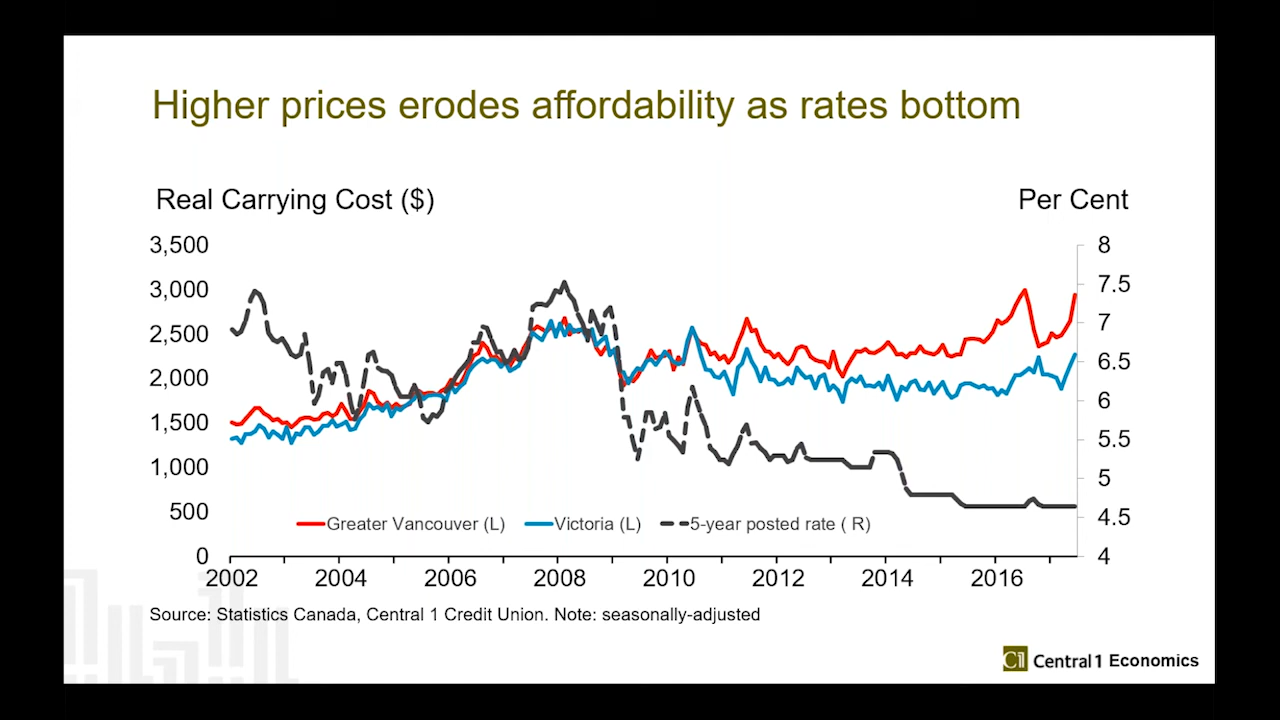 Higher prices erodes affordability as rates bottom
Real Carrying Cost ($)
Per Cent
3,500
3,000
2,500
2,000
1,500
1,000
500
0
8
7.5
7
6.5
6
5.5
5
4.5
4
Greater Vancouver (L) Victoria (L) 5-year posted rate ( R)
2002 2004 2006 2008 2010 2012 2014 2016
Source: Statistics Canada, Central 1 Credit Union. Note: seasonally-adjusted
C1 Central 1 Economics